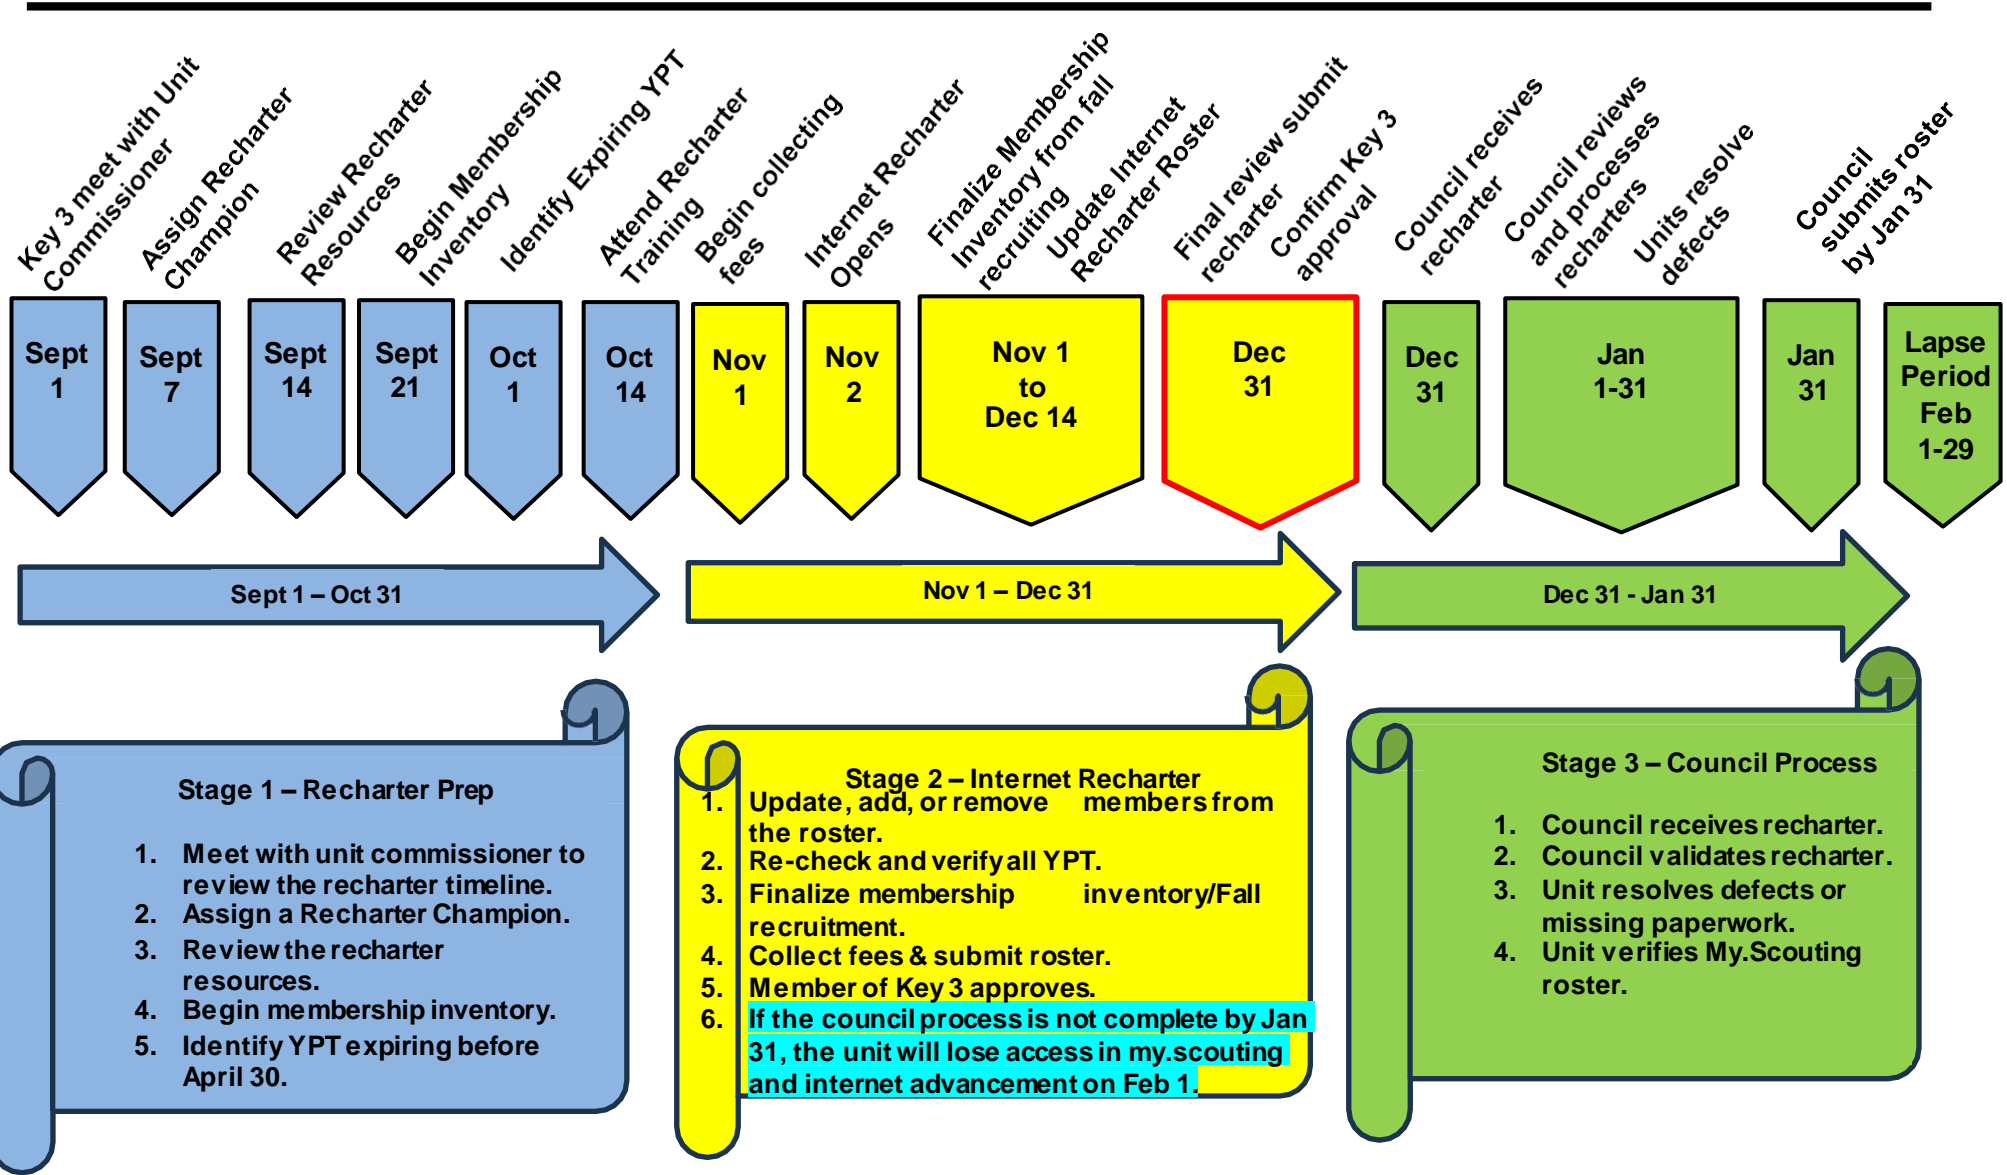 Key 3 meet with Unit
Commissioner
Assign Recharter
Champion
Review Recharter
Resources
Begin Membership
Inventory
Identify Expiring YPT
Attend Recharter
Training
Begin collecting
fees
Internet Recharter
Opens
Finalize Membership
Inventory from fall
recruiting
Update Internet
Recharter Roster
Final review submit
recharter
Confirm Key 3
approval
Council receives
recharter
Council reviews
and processes
recharters
Units resolve
defects
Council
submits roster
by Jan 31
Sept
1
Sept
7
Sept
14
Sept
21
Oct
1
Oct
14
Nov
1
Nov
2
Nov 1
to
Dec 14
Dec
31
Dec
31
Jan
1-31
Jan
31
Lapse
Period
Feb
1-29
Sept 1 – Oct 31
Nov 1 – Dec 31
Dec 31 - Jan 31
Stage 1 – Recharter Prep
1. Meet with unit commissioner to
review the recharter timeline.
2. Assign a Recharter Champion.
3. Review the recharter
resources.
4. Begin membership inventory.
5. Identify YPT expiring before
April 30.
Stage 2 – Internet Recharter
1. Update, add, or remove members from
the roster.
2. Re-check and verify all YPT.
3. Finalize membership inventory/Fall
recruitment.
4. Collect fees & submit roster.
5. Member of Key 3 approves.
6. If the council process is not complete by Jan
31, the unit will lose access in my.scouting
and internet advancement on Feb 1.
Stage 3 – Council Process
1. Council receives recharter.
2. Council validates recharter.
3. Unit resolves defects or
missing paperwork.
4. Unit verifies My.Scouting
roster.